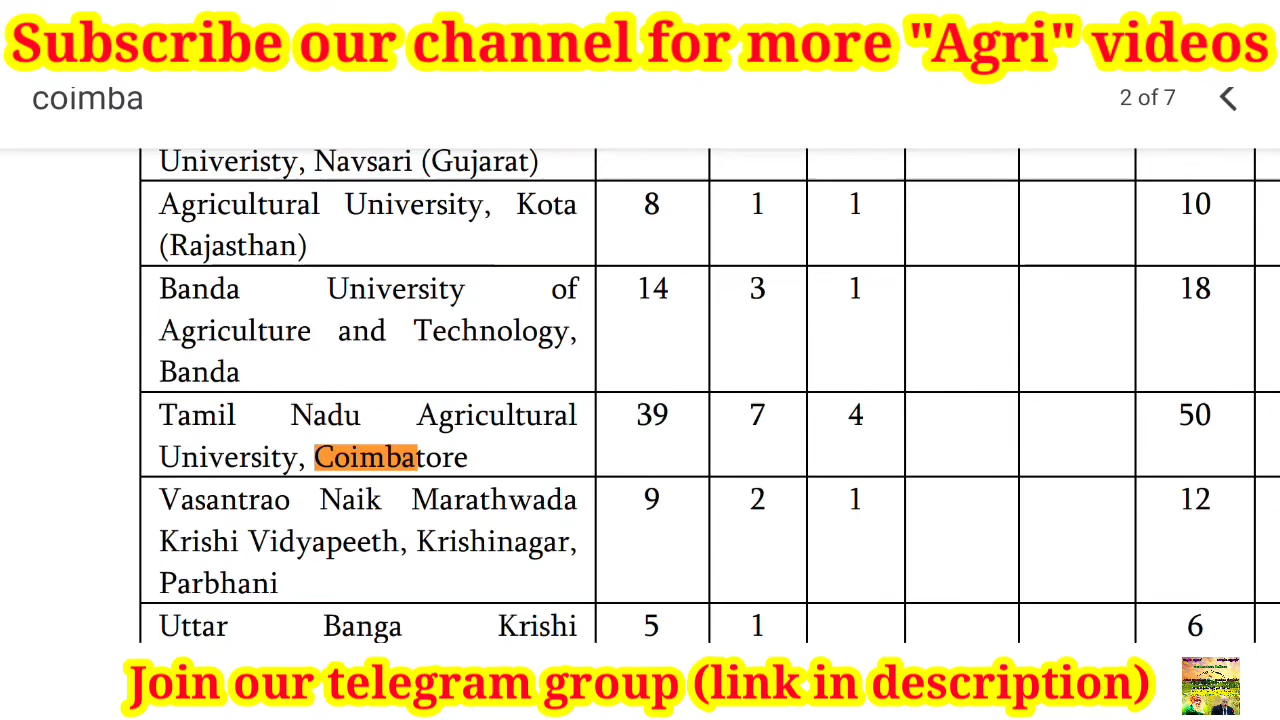 Subscribe our channel for more "Agri" videos
coimba
2 of 7
Univeristy, Navsari (Gujarat)
Agricultural University, Kota 8 1 1 10
(Rajasthan)
Banda University of 14 3 1 18
Agriculture and Technology,
Banda
Tamil Nadu Agricultural 39 7 4 50
University, Coimbatore
Vasantrao Naik Marathwada 9 2 1 12
Krishi Vidyapeeth, Krishinagar,
Parbhani
Uttar Banga Krishi 5 1 6
Join our telegram group (link in description)